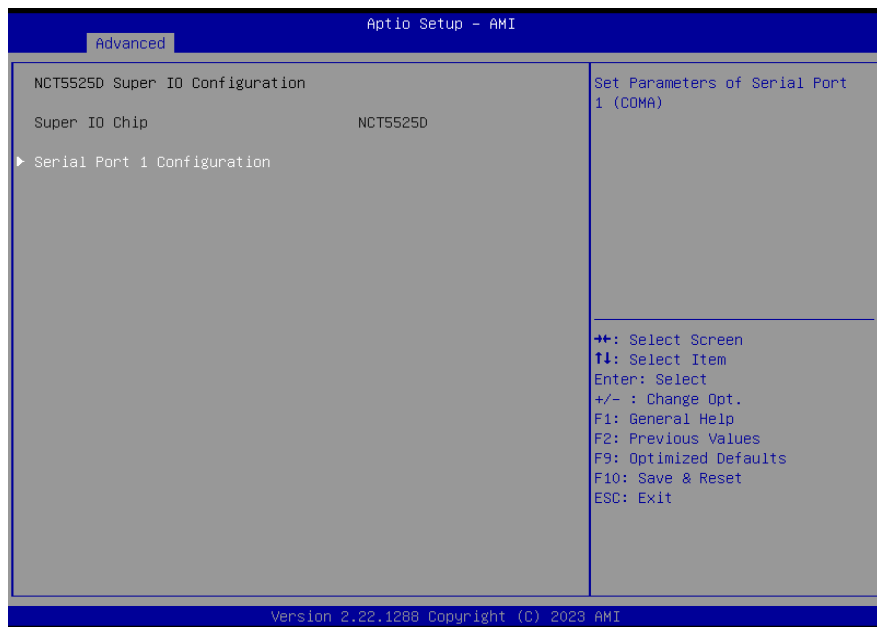 Aptio Setup – AMI
Advanced
NCT5525D Super IO Configuration
Super IO Chip NCT5525D
▶ Serial Port 1 Configuration
Set Parameters of Serial Port
1 (COMA)
→←: Select Screen
↑↓: Select Item
Enter: Select
+/- : Change Opt.
F1: General Help
F2: Previous Values
F9: Optimized Defaults
F10: Save & Reset
ESC: Exit
Version 2.22.1288 Copyright (C) 2023 AMI